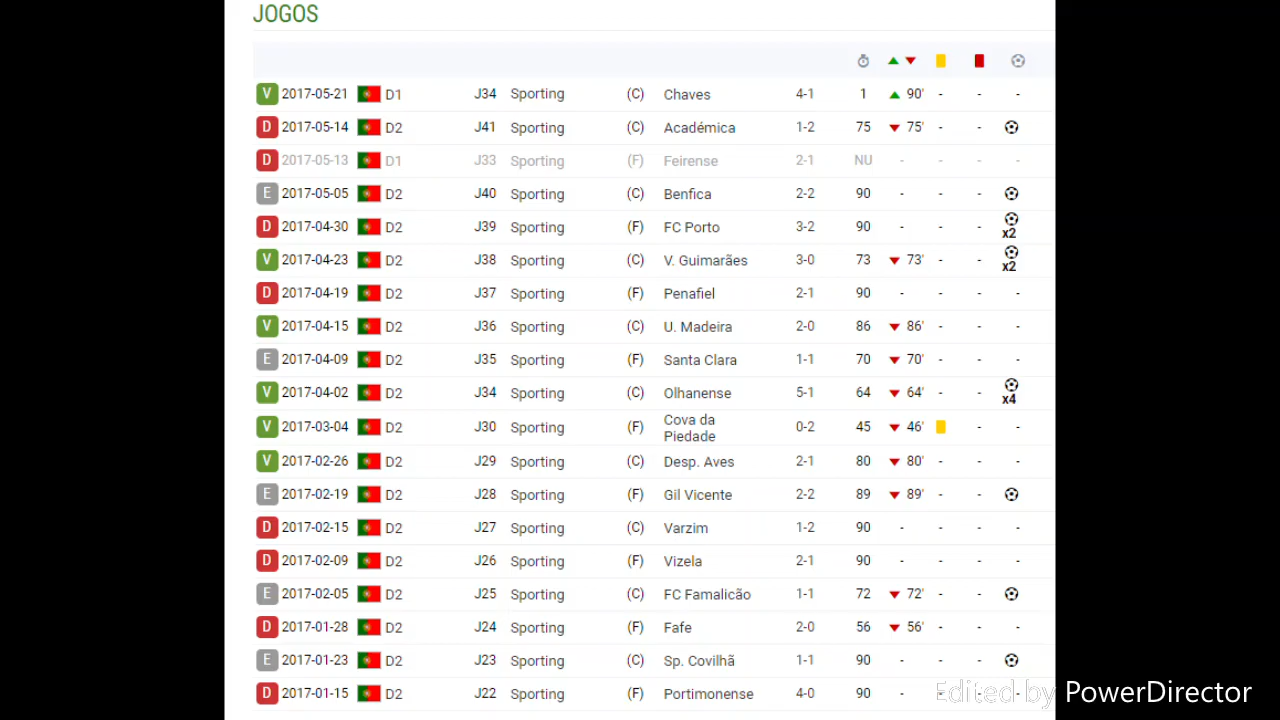 JOGOS
V 2017-05-21 D1 J34 Sporting (C) Chaves 4-1 1 90' - - -
D 2017-05-14 D2 J41 Sporting (C) Académica 1-2 75 75' - -
D 2017-05-13 D1 J33 Sporting (F) Feirense 2-1 NU - - - -
E 2017-05-05 D2 J40 Sporting (C) Benfica 2-2 90 - - -
D 2017-04-30 D2 J39 Sporting (F) FC Porto 3-2 90 - - - x2
V 2017-04-23 D2 J38 Sporting (C) V. Guimarães 3-0 73 73' - - x2
D 2017-04-19 D2 J37 Sporting (F) Penafiel 2-1 90 - - - -
V 2017-04-15 D2 J36 Sporting (C) U. Madeira 2-0 86 86' - - -
E 2017-04-09 D2 J35 Sporting (F) Santa Clara 1-1 70 70' - - -
V 2017-04-02 D2 J34 Sporting (C) Olhanense 5-1 64 64' - - x4
V 2017-03-04 D2 J30 Sporting (F) Cova da Piedade 0-2 45 46' - -
V 2017-02-26 D2 J29 Sporting (C) Desp. Aves 2-1 80 80' - - -
E 2017-02-19 D2 J28 Sporting (F) Gil Vicente 2-2 89 89' - -
D 2017-02-15 D2 J27 Sporting (C) Varzim 1-2 90 - - - -
D 2017-02-09 D2 J26 Sporting (F) Vizela 2-1 90 - - - -
E 2017-02-05 D2 J25 Sporting (C) FC Famalicão 1-1 72 72' - -
D 2017-01-28 D2 J24 Sporting (F) Fafe 2-0 56 56' - - -
E 2017-01-23 D2 J23 Sporting (C) Sp. Covilhã 1-1 90 - - -
D 2017-01-15 D2 J22 Sporting (F) Portimonense 4-0 90 - - - -
Edited by PowerDirector